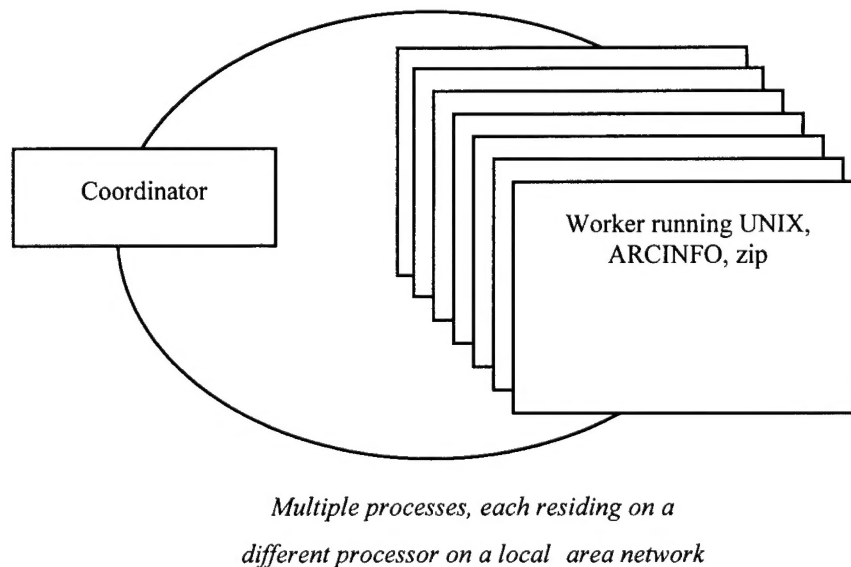 Coordinator
Worker running UNIX,
ARCINFO, zip
Multiple processes, each residing on a
different processor on a local area network